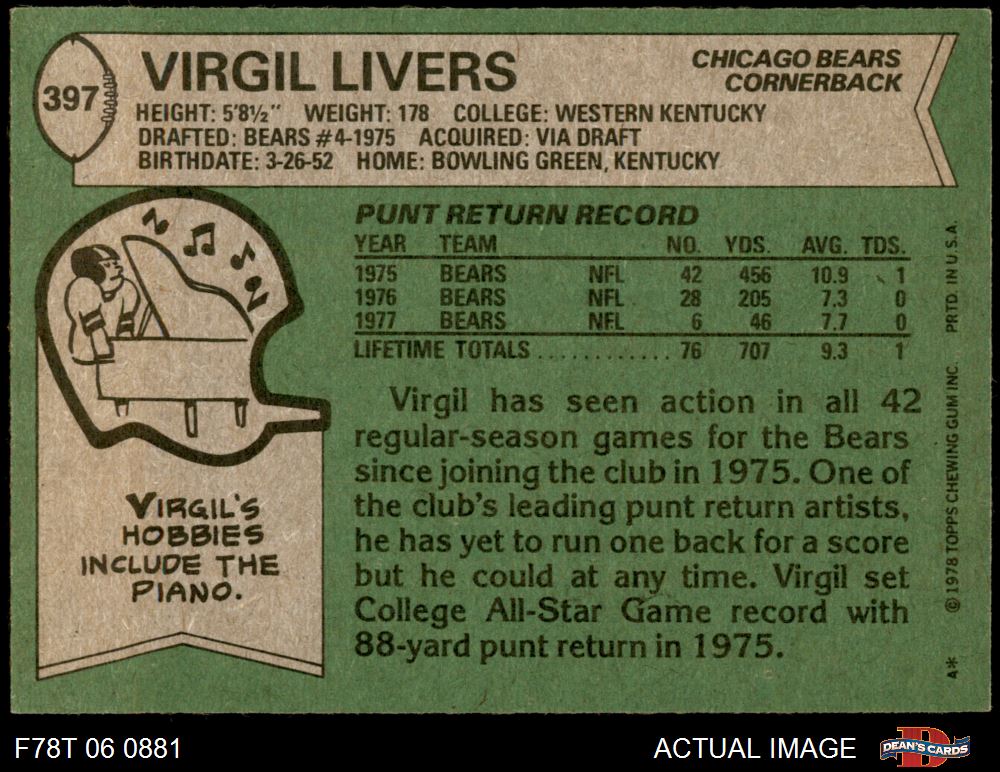 397
VIRGIL LIVERS
CHICAGO BEARS
CORNERBACK
HEIGHT: 5'8½" WEIGHT: 178 COLLEGE: WESTERN KENTUCKY
DRAFTED: BEARS #4-1975 ACQUIRED: VIA DRAFT
BIRTHDATE: 3-26-52 HOME: BOWLING GREEN, KENTUCKY
PUNT RETURN RECORD
YEAR TEAM NO. YDS. AVG. TDS.
1975 BEARS NFL 42 456 10.9 1
1976 BEARS NFL 28 205 7.3 0
1977 BEARS NFL 6 46 7.7 0
LIFETIME TOTALS ............ 76 707 9.3 1
Virgil has seen action in all 42
regular-season games for the Bears
since joining the club in 1975. One of
the club's leading punt return artists,
he has yet to run one back for a score
but he could at any time. Virgil set
College All-Star Game record with
88-yard punt return in 1975.
VIRGIL'S
HOBBIES
INCLUDE THE
PIANO.
A* © 1978 TOPPS CHEWING GUM INC. PRTD. IN U.S.A.
F78T 06 0881
ACTUAL IMAGE
D
DEAN'S CARDS